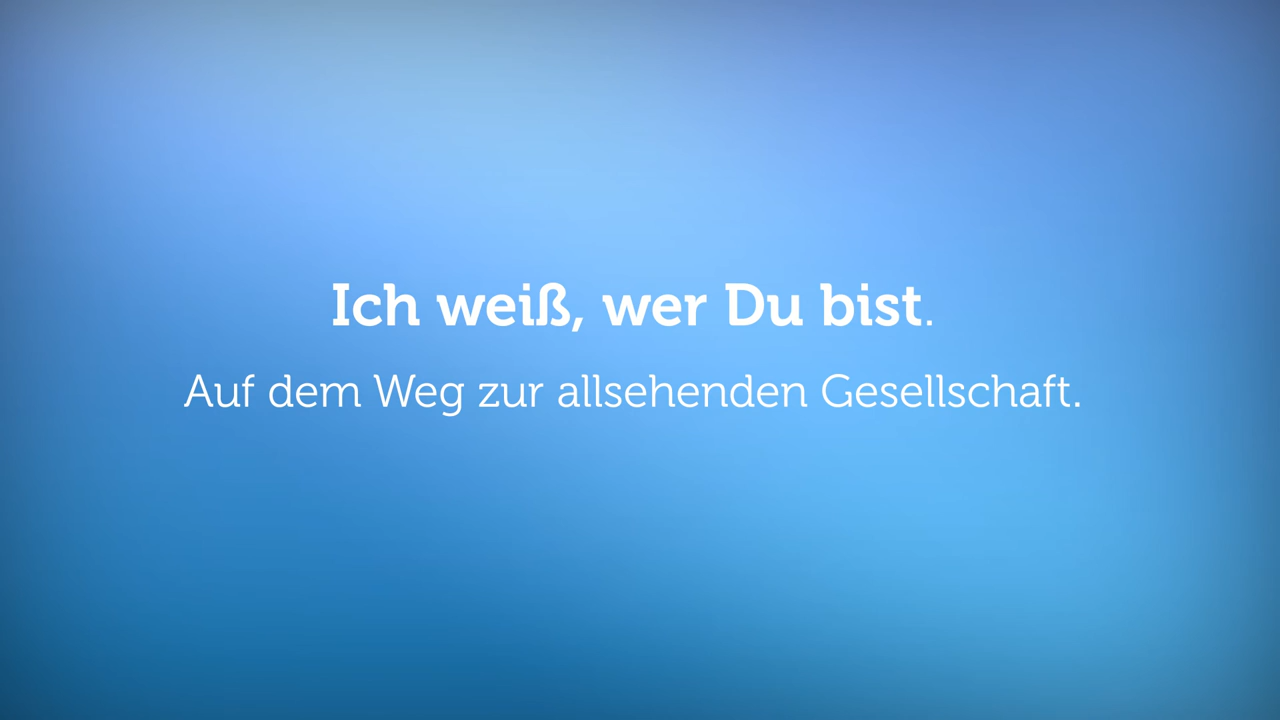 Ich weiß, wer Du bist.
Auf dem Weg zur allsehenden Gesellschaft.